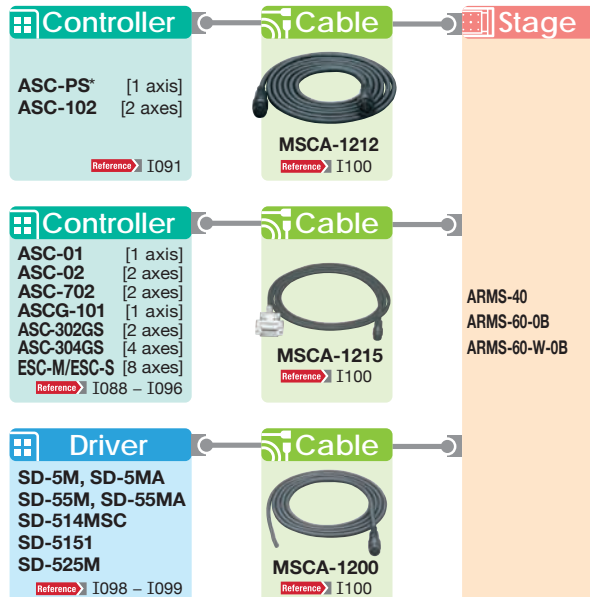 Controller
Cable
Stage
ASC-PS* [1 axis]
ASC-102 [2 axes]
Reference I091
MSCA-1212
Reference I100
Controller
Cable
ASC-01 [1 axis]
ASC-02 [2 axes]
ASC-702 [2 axes]
ASCG-101 [1 axis]
ASC-302GS [2 axes]
ASC-304GS [4 axes]
ESC-M/ESC-S [8 axes]
Reference I088 – I096
MSCA-1215
Reference I100
ARMS-40
ARMS-60-0B
ARMS-60-W-0B
Driver
Cable
SD-5M, SD-5MA
SD-55M, SD-55MA
SD-514MSC
SD-5151
SD-525M
Reference I098 – I099
MSCA-1200
Reference I100